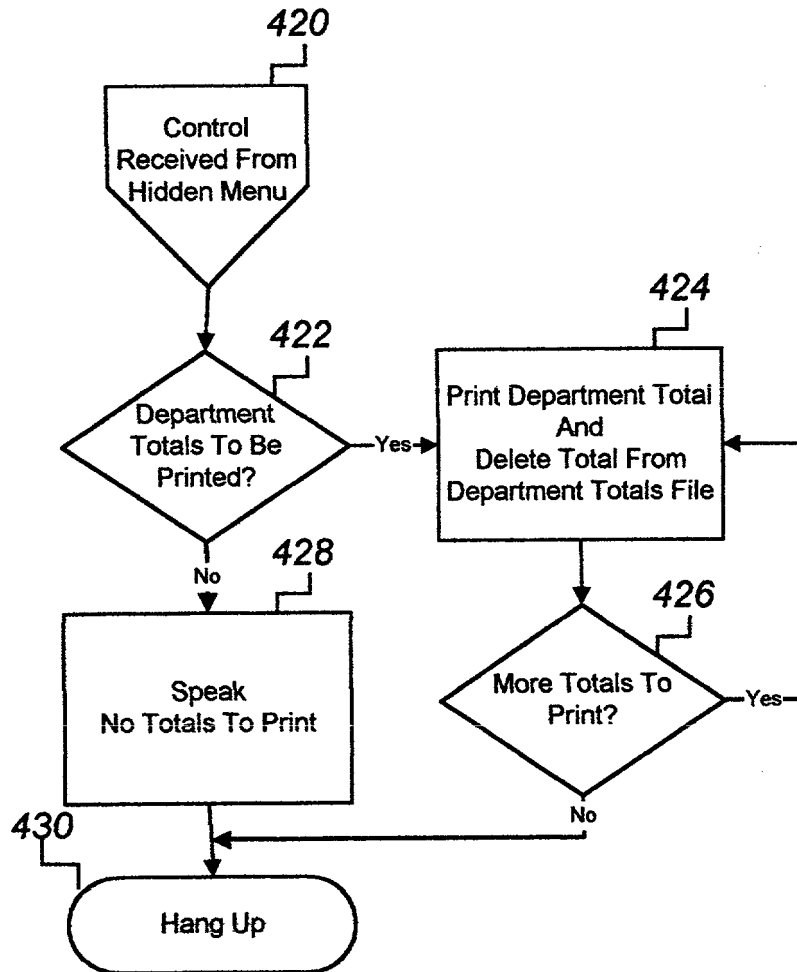 420
Control
Received From
Hidden Menu
422
Department
Totals To Be
Printed?
Yes
424
Print Department Total
And
Delete Total From
Department Totals File
No
428
Speak
No Totals To Print
426
More Totals To
Print?
Yes
No
430
Hang Up